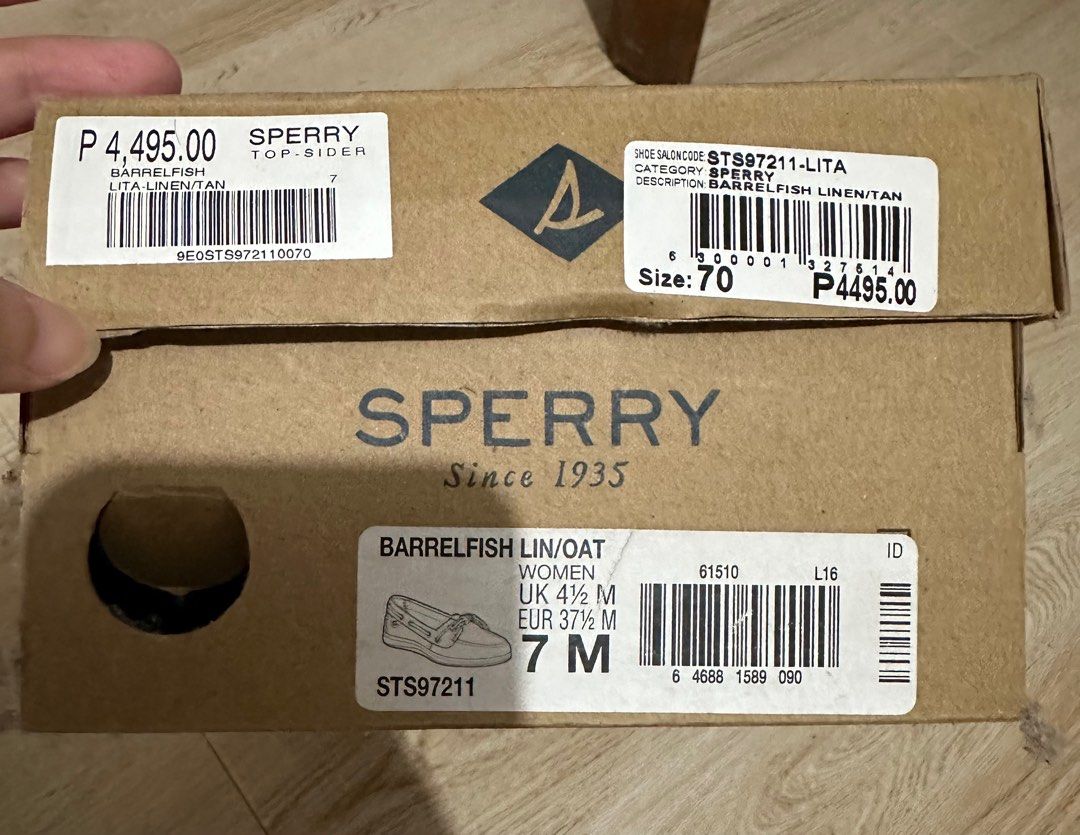 P 4,495.00 SPERRY
TOP-SIDER
BARRELFISH
LITA-LINEN/TAN 7
9E0STS972110070
SHOE SALON CODE: STS97211-LITA
CATEGORY: SPERRY
DESCRIPTION: BARRELFISH LINEN/TAN
6 300001 327614
Size: 70 P4495.00
SPERRY
Since 1935
BARRELFISH LIN/OAT ID
WOMEN 61510 L16
UK 4½ M
EUR 37½ M
7 M
STS97211
6 4688 1589 090